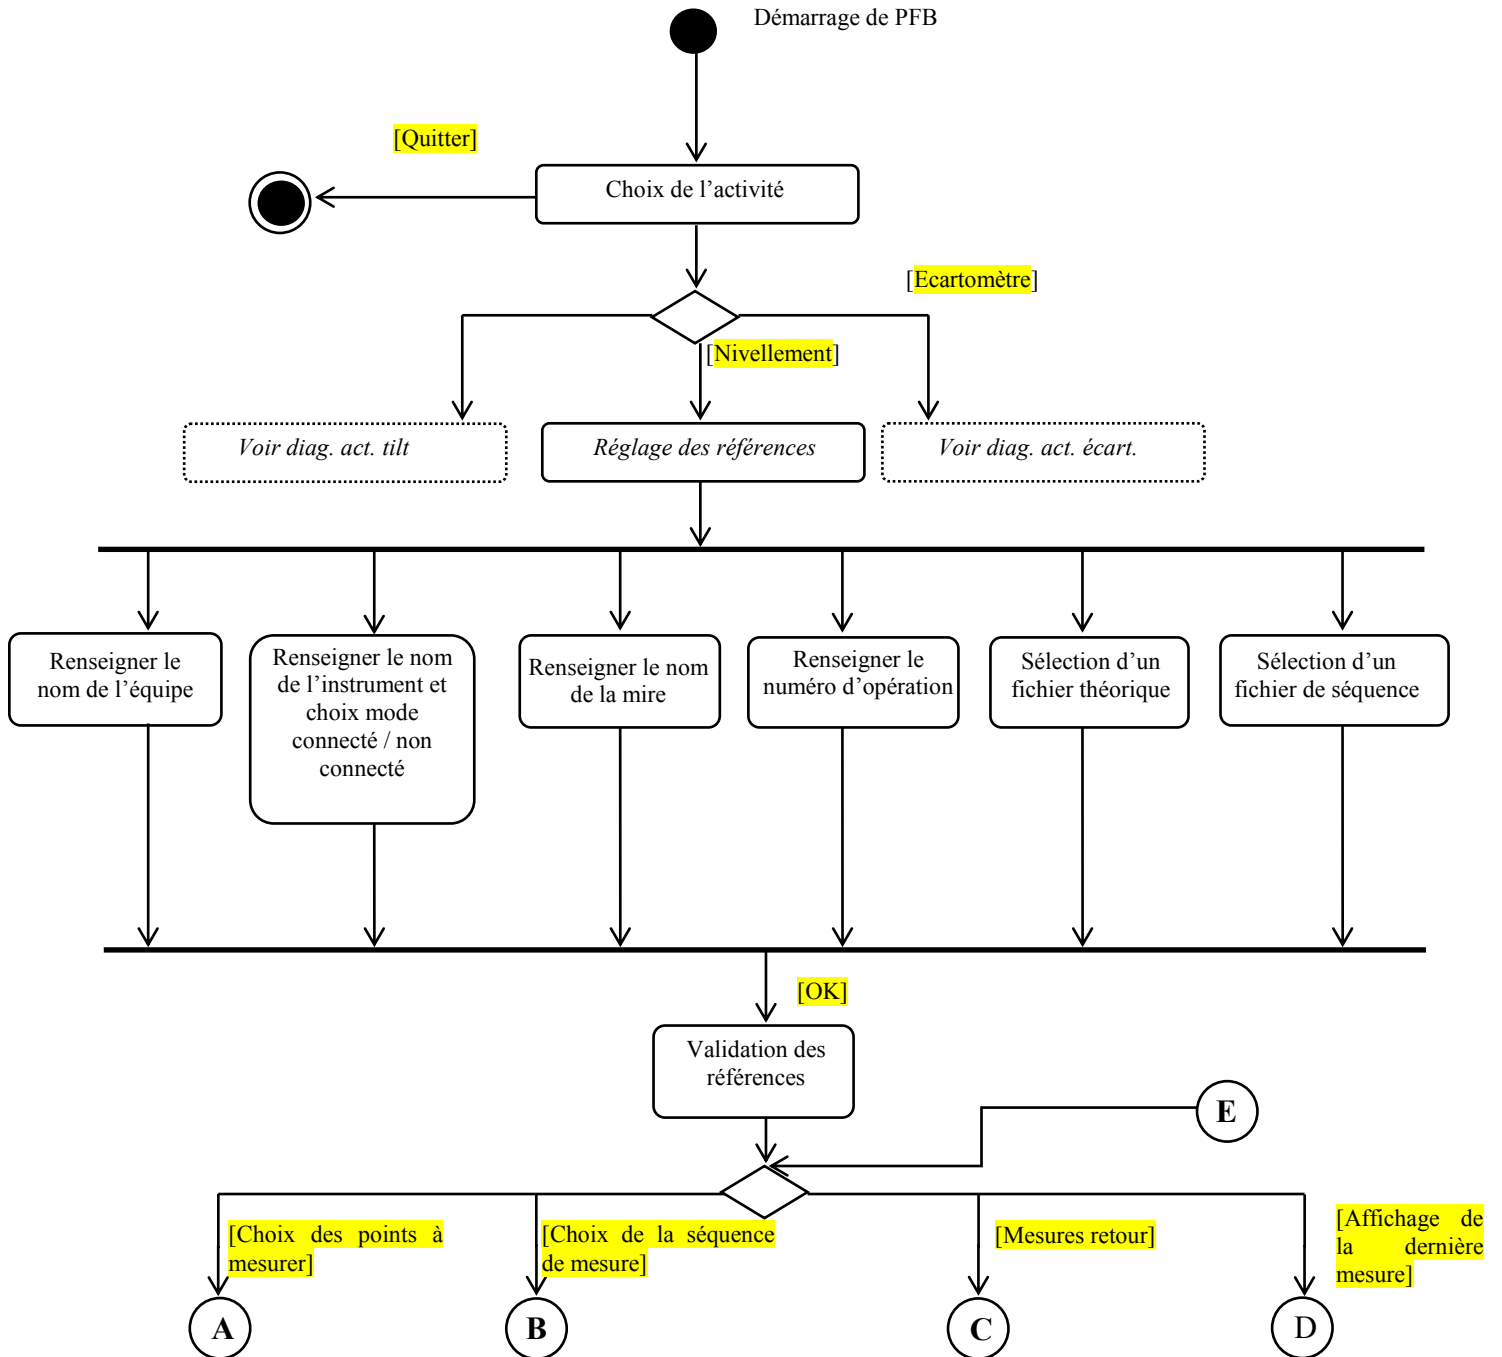 Démarrage de PFB
[Quitter]
Choix de l’activité
[Ecartomètre]
[Nivellement]
Voir diag. act. tilt
Réglage des références
Voir diag. act. écart.
Renseigner le
nom de l’équipe
Renseigner le nom
de l’instrument et
choix mode
connecté / non
connecté
Renseigner le nom
de la mire
Renseigner le
numéro d’opération
Sélection d’un
fichier théorique
Sélection d’un
fichier de séquence
[OK]
Validation des
références
E
[Choix des points à
mesurer]
[Choix de la séquence
de mesure]
[Mesures retour]
[Affichage de
la dernière
mesure]
A
B
C
D